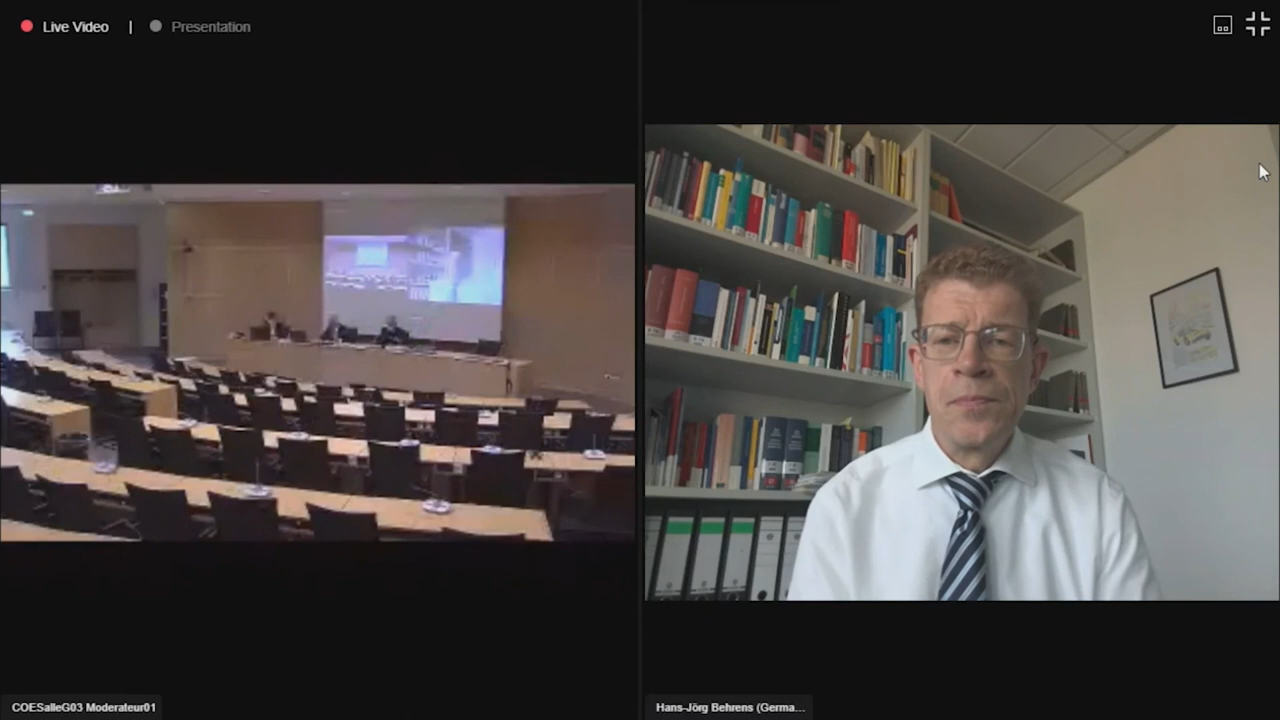 Live Video | Presentation
COESalleG03 Moderateur01
Hans-Jörg Behrens (Germa...